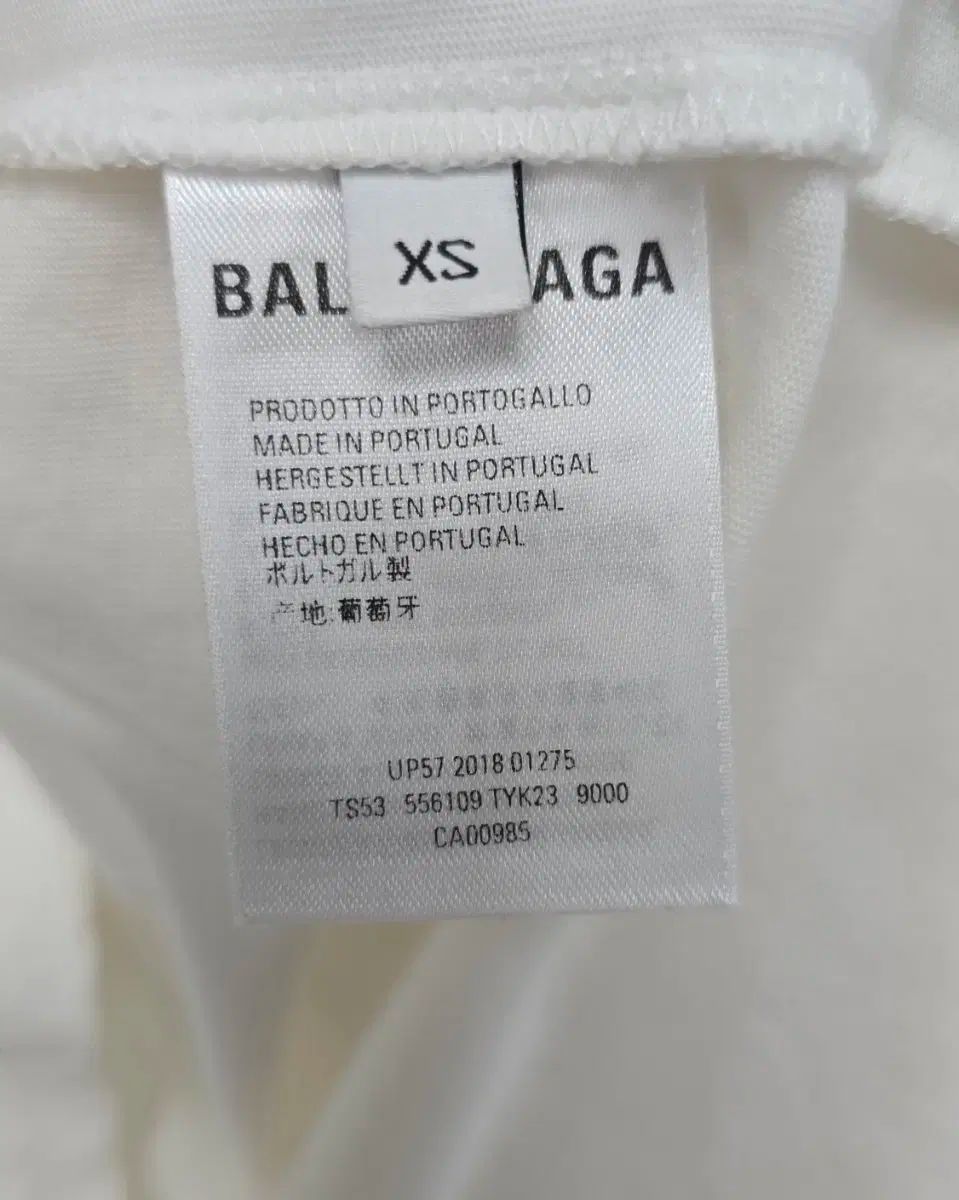 XS
BAL AGA
PRODOTTO IN PORTOGALLO
MADE IN PORTUGAL
HERGESTELLT IN PORTUGAL
FABRIQUE EN PORTUGAL
HECHO EN PORTUGAL
ポルトガル製
产地:葡萄牙
UP57 2018 01275
TS53 556109 TYK23 9000
CA00985